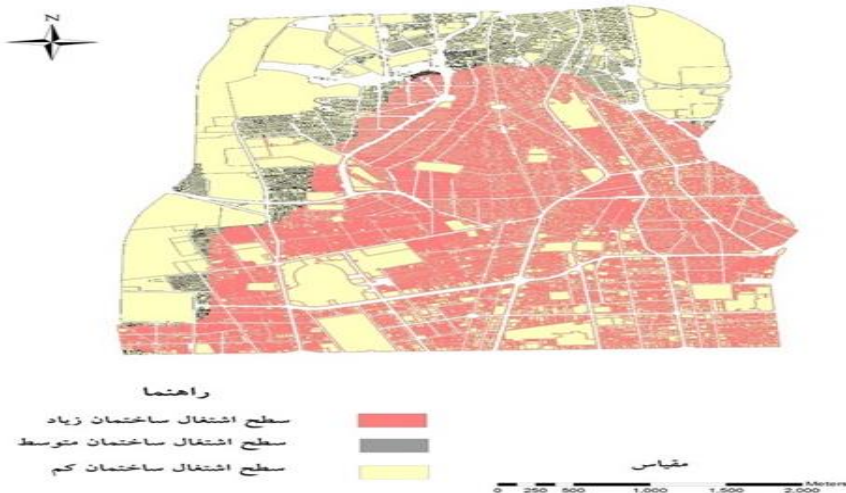 N
راهنما
سطح اشتغال ساختمان زیاد
سطح اشتغال ساختمان متوسط
سطح اشتغال ساختمان کم
مقیاس
0 250 500 1.000 1.500 2.000 Meters